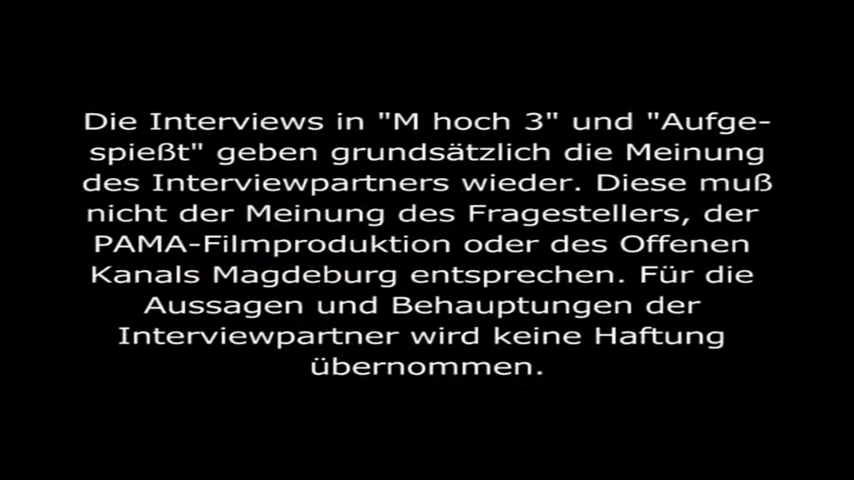 Die Interviews in "M hoch 3" und "Aufge-
spießt" geben grundsätzlich die Meinung
des Interviewpartners wieder. Diese muß
nicht der Meinung des Fragestellers, der
PAMA-Filmproduktion oder des Offenen
Kanals Magdeburg entsprechen. Für die
Aussagen und Behauptungen der
Interviewpartner wird keine Haftung
übernommen.